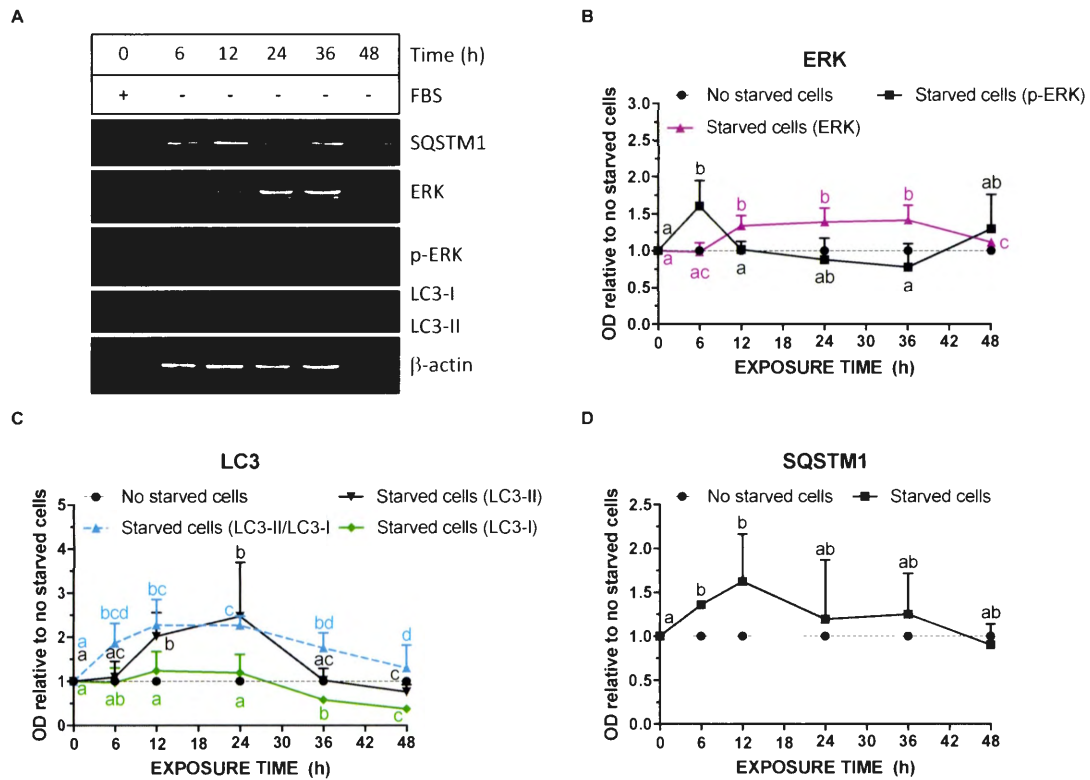 A
0 6 12 24 36 48 Time (h)
+ - - - - - FBS
SQSTM1
ERK
p-ERK
LC3-I
LC3-II
β-actin
B
ERK
No starved cells
Starved cells (p-ERK)
Starved cells (ERK)
OD relative to no starved cells
3.0
2.5
2.0
1.5
1.0
0.5
0.0
a b b b b ab
a ac a ab a c
0 6 12 18 24 30 36 42 48
EXPOSURE TIME (h)
C
LC3
No starved cells
Starved cells (LC3-II)
Starved cells (LC3-II/LC3-I
Starved cells (LC3-I)
OD relative to no starved cells
5
4
3
2
1
0
a bcd bc c bd d
a ac b b ac c
a ab a a b c
0 6 12 18 24 30 36 42 48
EXPOSURE TIME (h)
D
SQSTM1
No starved cells
Starved cells
OD relative to no starved cells
2.5
2.0
1.5
1.0
0.5
0
a b b ab ab ab
0 6 12 18 24 30 36 42 48
EXPOSURE TIME (h)